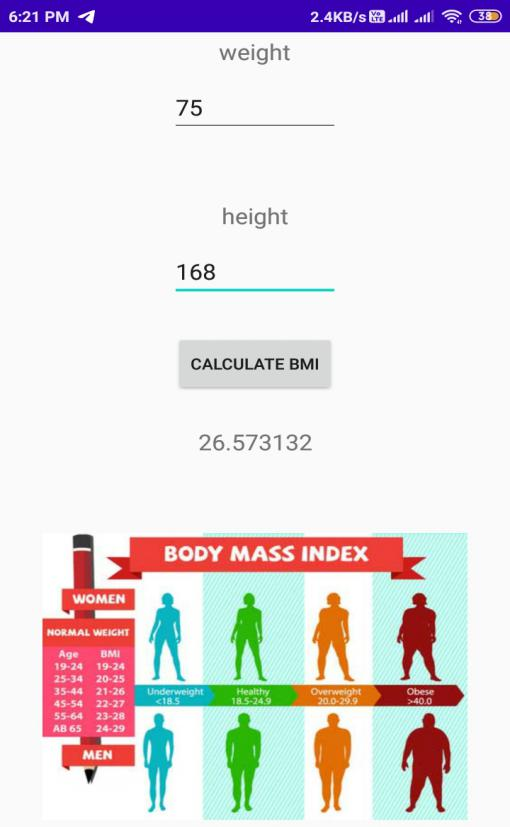 6:21 PM 2.4KB/s Vo LTE 38
weight
75
height
168
CALCULATE BMI
26.573132
BODY MASS INDEX
WOMEN
NORMAL WEIGHT
Age BMI
19-24 19-24
25-34 20-25
35-44 21-26
45-54 22-27
55-64 23-28
AB 65 24-29
MEN
Underweight
<18.5
Healthy
18.5-24.9
Overweight
20.0-29.9
Obese
>40.0